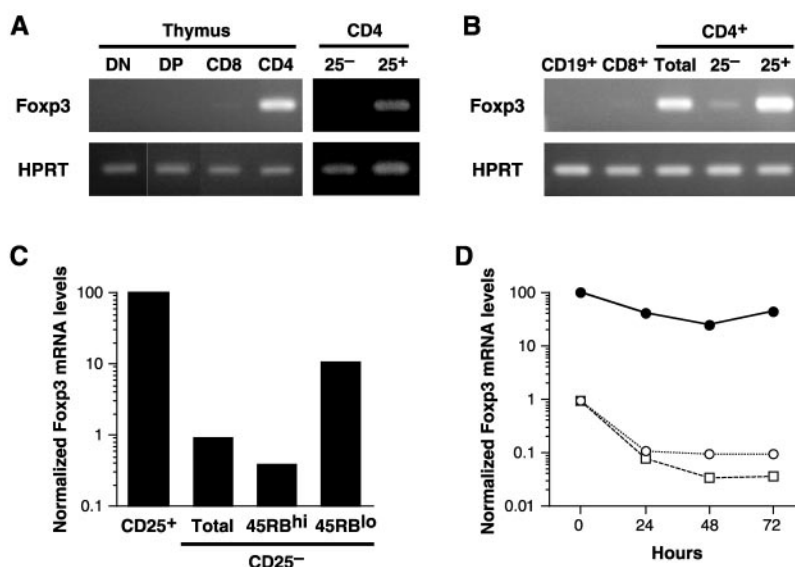 A
Thymus
CD4
DN DP CD8 CD4 25– 25+
Foxp3
HPRT
B
CD4+
CD19+ CD8+ Total 25– 25+
Foxp3
HPRT
C
Normalized Foxp3 mRNA levels
100
10
1
0.1
CD25+ Total 45RBhi 45RBlo
CD25–
D
Normalized Foxp3 mRNA levels
100
10
1
0.1
0.01
0 24 48 72
Hours